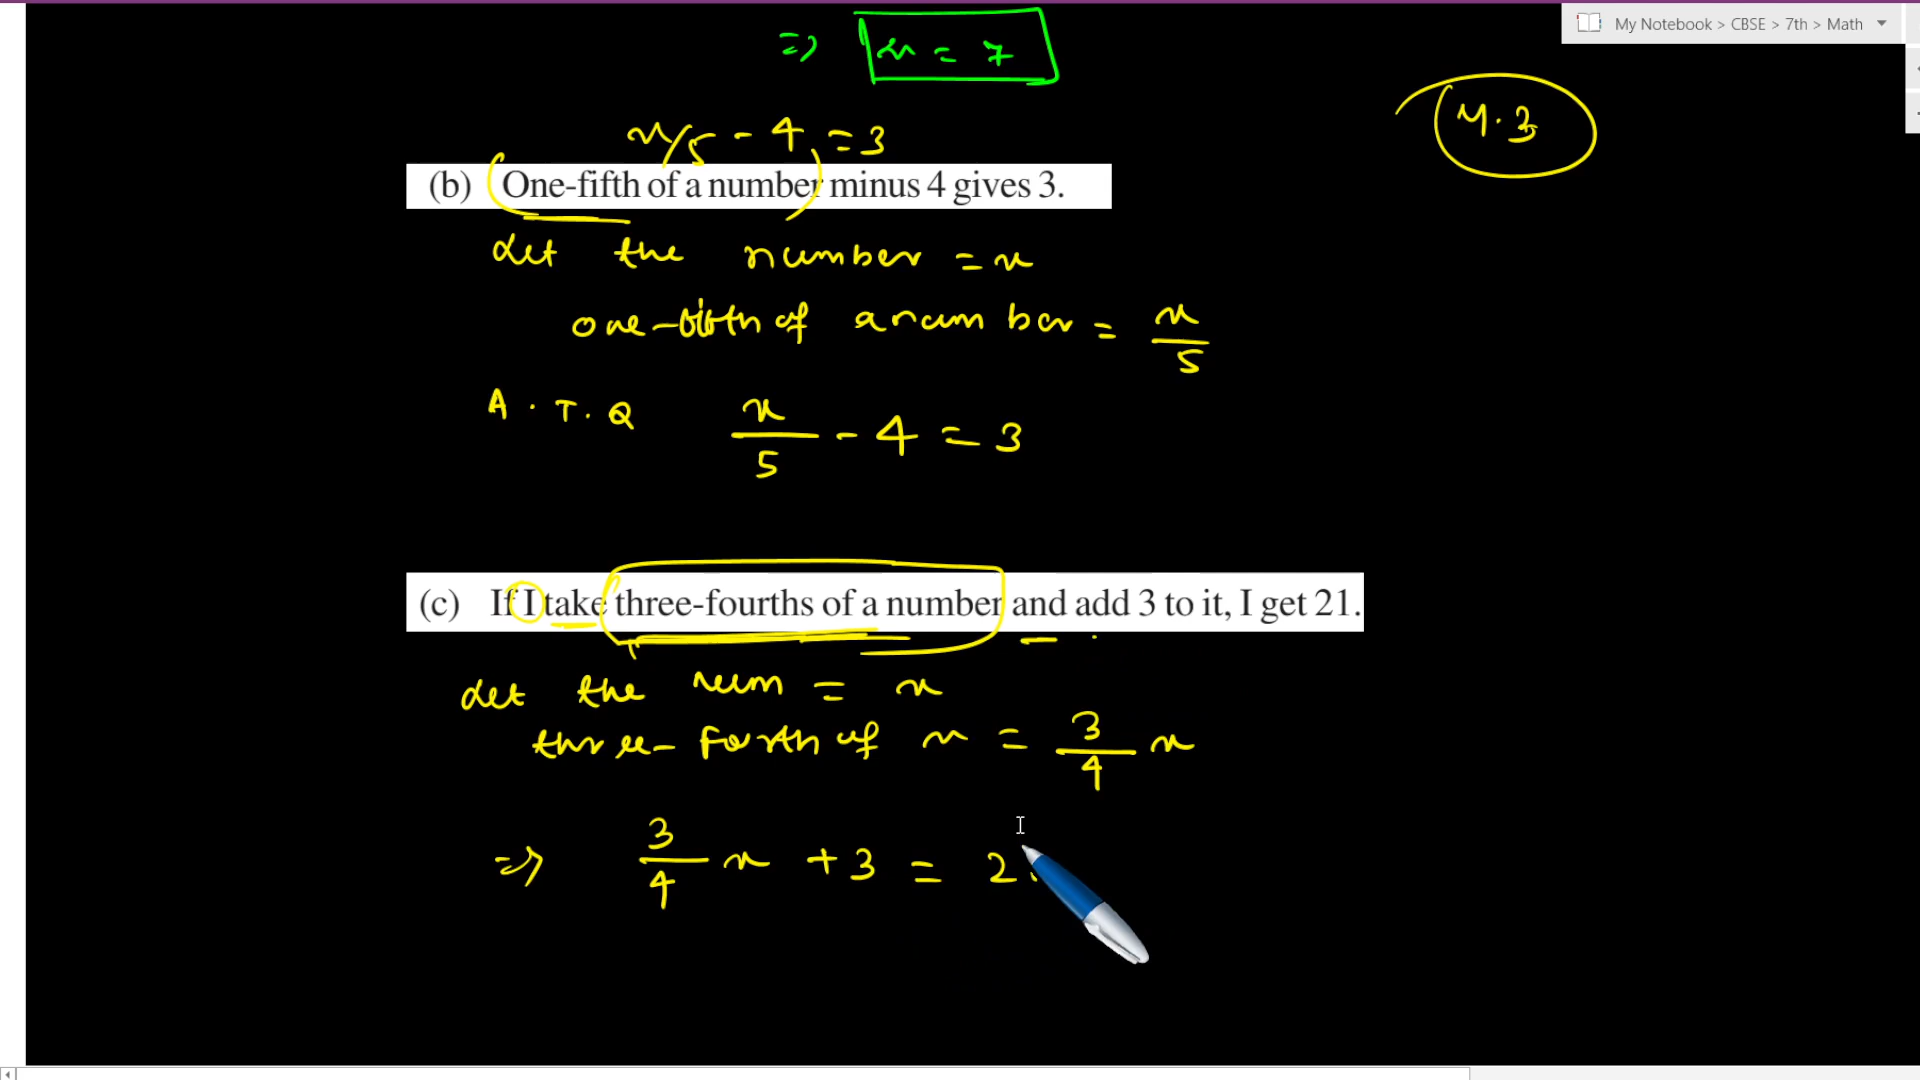 My Notebook > CBSE > 7th > Math
=> x = 7
4.3
x/5 - 4 = 3
(b) One-fifth of a number minus 4 gives 3.
Let the number = x
one-fifth of a number = x/5
A.T.Q x/5 - 4 = 3
(c) If I take three-fourths of a number and add 3 to it, I get 21.
Let the num = x
three-forth of x = 3/4 x
=> 3/4 x + 3 = 2